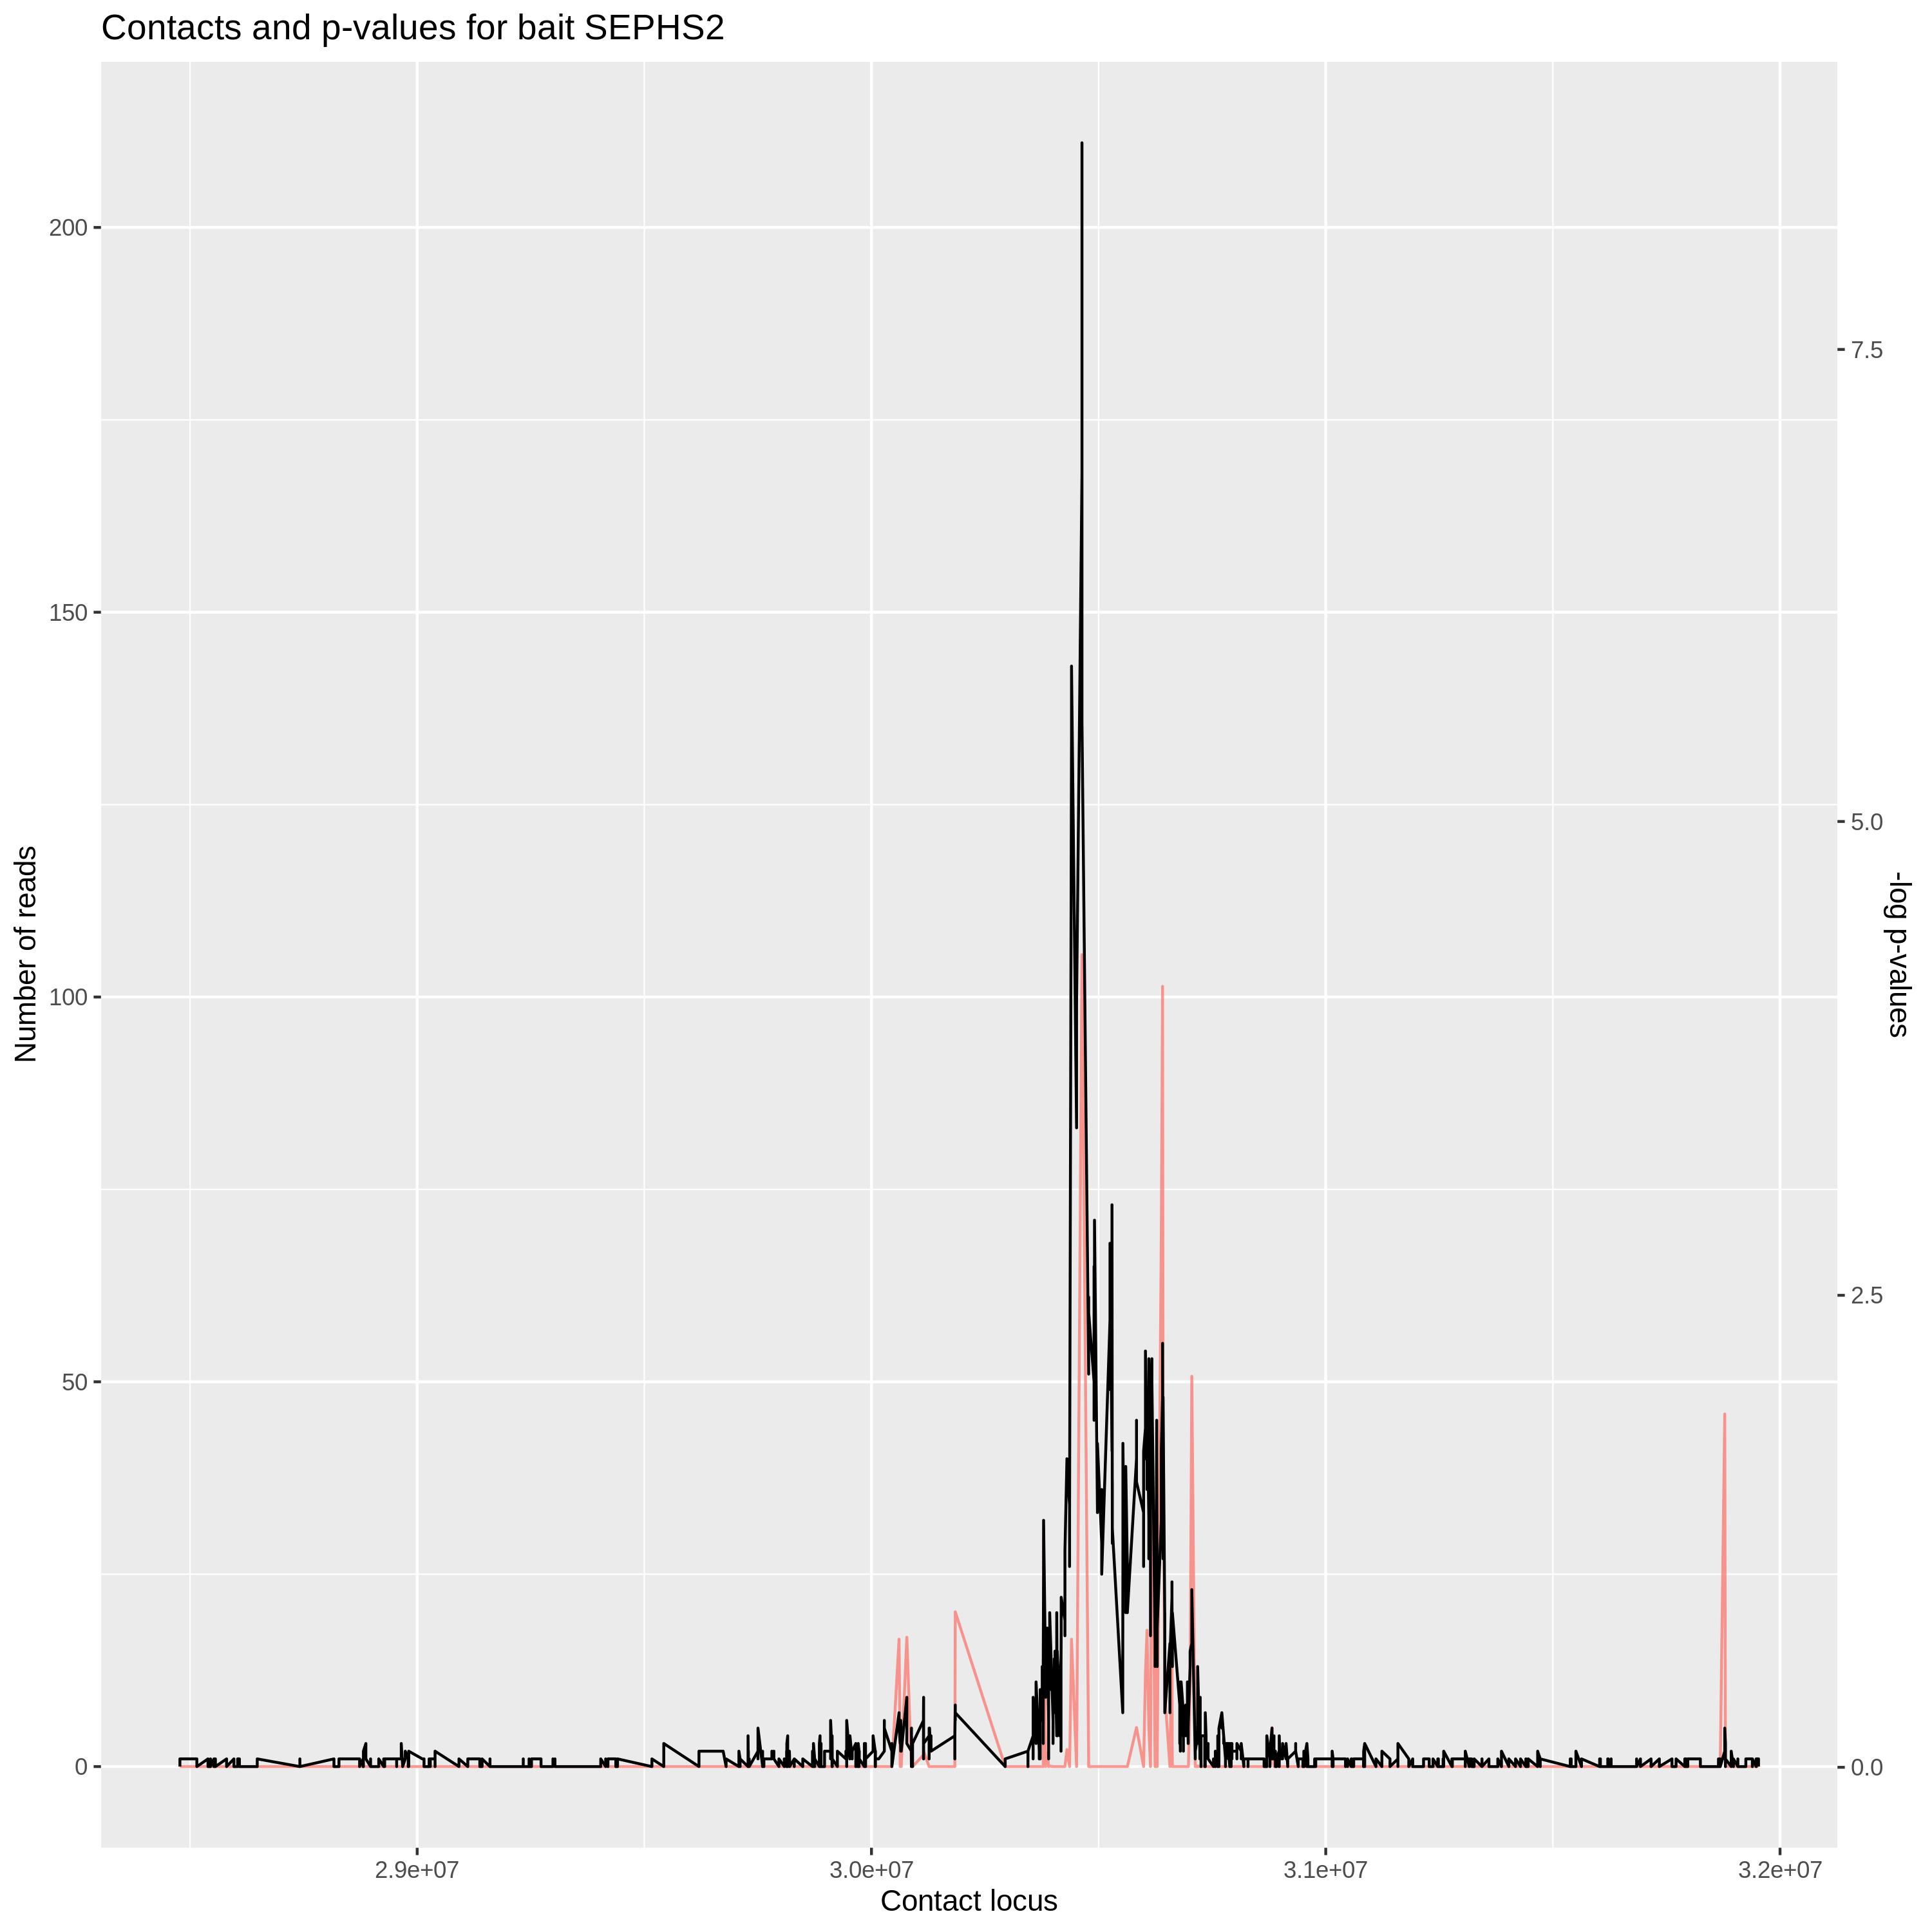 Contacts and p-values for bait SEPHS2
200
150
100
50
0
Number of reads
7.5
5.0
2.5
0.0
-log p-values
2.9e+07
3.0e+07
3.1e+07
3.2e+07
Contact locus